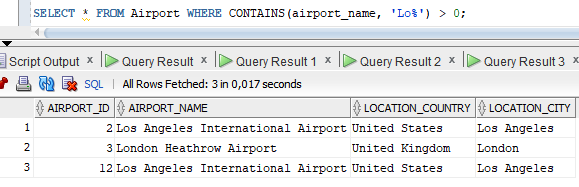 SELECT * FROM Airport WHERE CONTAINS(airport_name, 'Lo%') > 0;
Script Output × Query Result × Query Result 1 × Query Result 2 × Query Result 3 ×
SQL | All Rows Fetched: 3 in 0,017 seconds
AIRPORT_ID AIRPORT_NAME LOCATION_COUNTRY LOCATION_CITY
1 2 Los Angeles International Airport United States Los Angeles
2 3 London Heathrow Airport United Kingdom London
3 12 Los Angeles International Airport United States Los Angeles